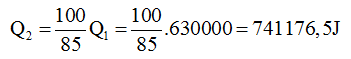 Q₂ = 100/85 Q₁ = 100/85 .630000 = 741176,5J